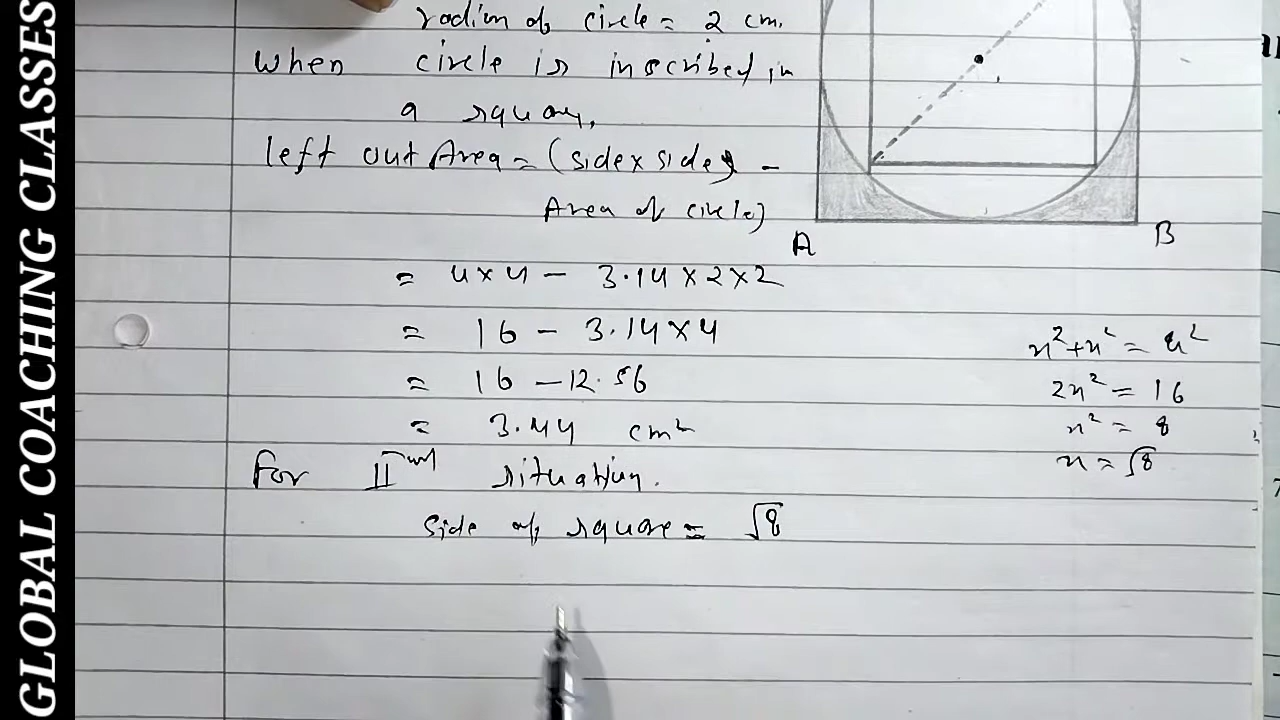 GLOBAL COACHING CLASSES
radius of circle = 2 cm.
When circle is inscribed in
a square,
left out Area = (side x side) -
Area of circle)
A
B
= 4 x 4 - 3.14 x 2 x 2
= 16 - 3.14 x 4
= 16 - 12.56
= 3.44 cm²
x² + x² = 4²
2x² = 16
x² = 8
x = √8
For II situation.
Side of square = √8